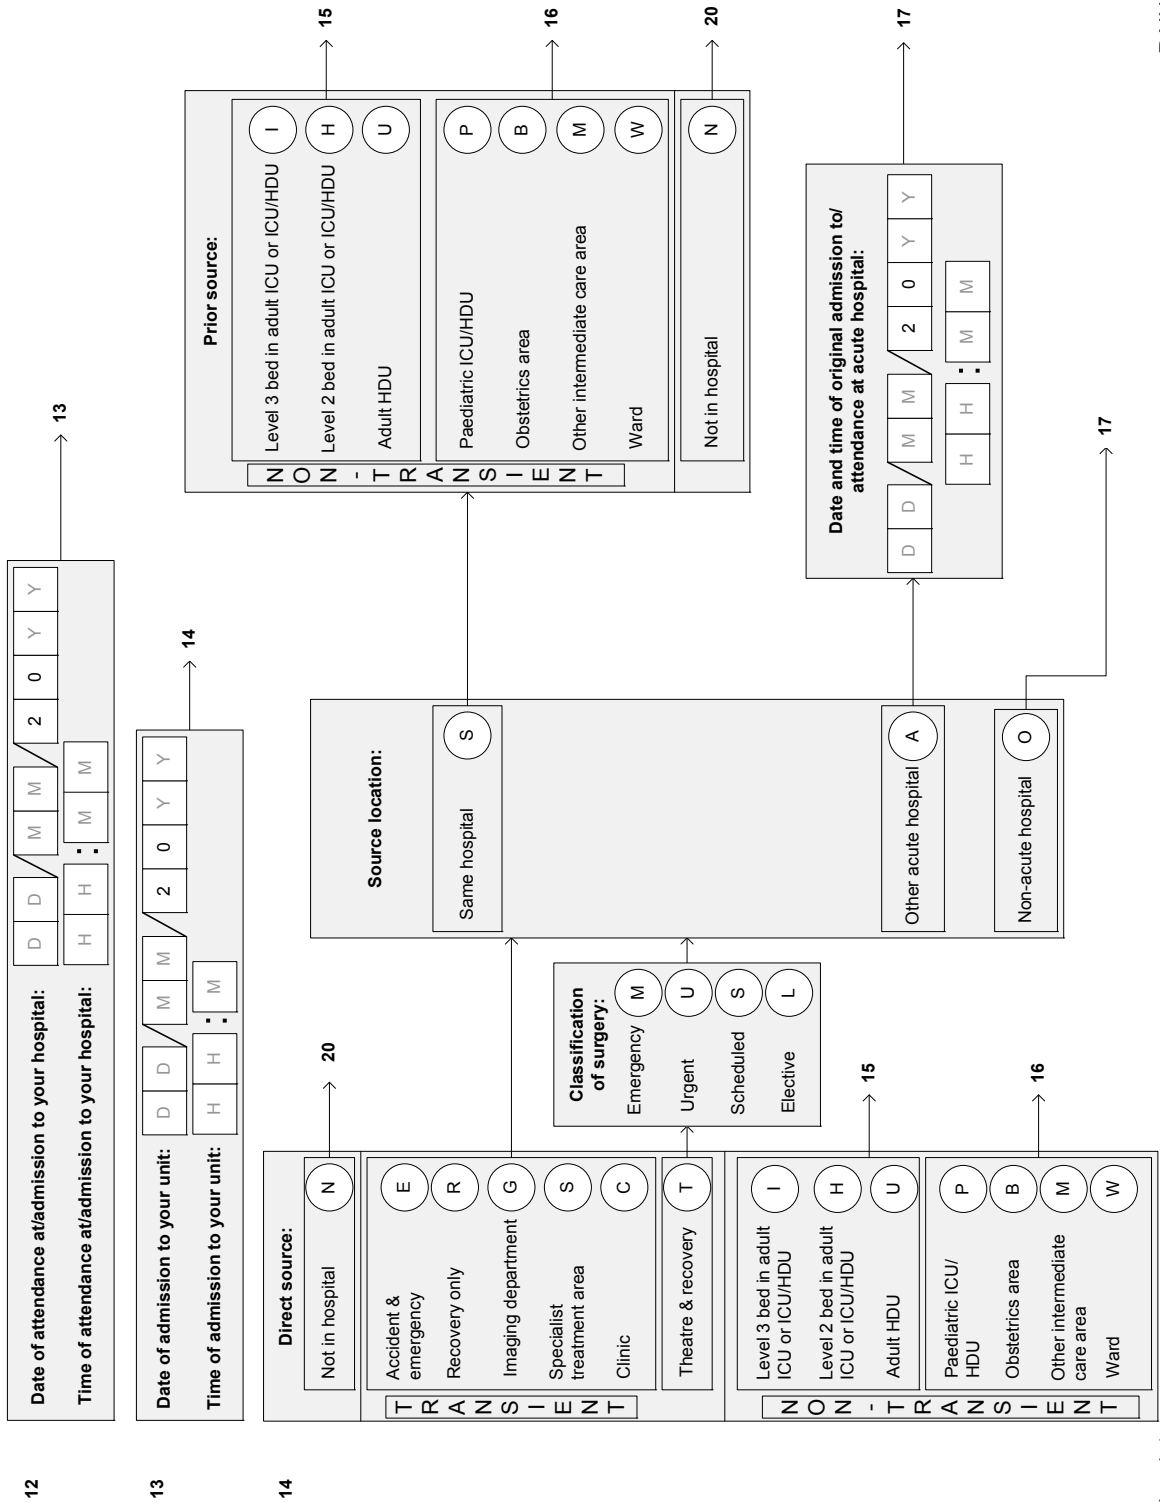 12
Date of attendance at/admission to your hospital:
D D / M M / 2 0 Y Y
13
Time of attendance at/admission to your hospital:
H H : M M
13
Date of admission to your unit:
D D / M M / 2 0 Y Y
14
Time of admission to your unit:
H H : M
14
Direct source:
Not in hospital N
20
TRANSIENT
Accident &
emergency E
Recovery only R
Imaging department G
Specialist
treatment area S
Clinic C
Theatre & recovery T
NON-TRANSIENT
Level 3 bed in adult
ICU or ICU/HDU I
Level 2 bed in adult
ICU or ICU/HDU H
Adult HDU U
15
Paediatric ICU/
HDU P
Obstetrics area B
Other intermediate
care area M
Ward W
16
Classification
of surgery:
Emergency M
Urgent U
Scheduled S
Elective L
Source location:
Same hospital S
Other acute hospital A
Non-acute hospital O
17
Prior source:
NON-TRANSIENT
Level 3 bed in adult ICU or ICU/HDU I
Level 2 bed in adult ICU or ICU/HDU H
Adult HDU U
15
Paediatric ICU/HDU P
Obstetrics area B
Other intermediate care area M
Ward W
16
Not in hospital N
20
Date and time of original admission to/
attendance at acute hospital:
D D / M M / 2 0 Y Y
H H : M M
17